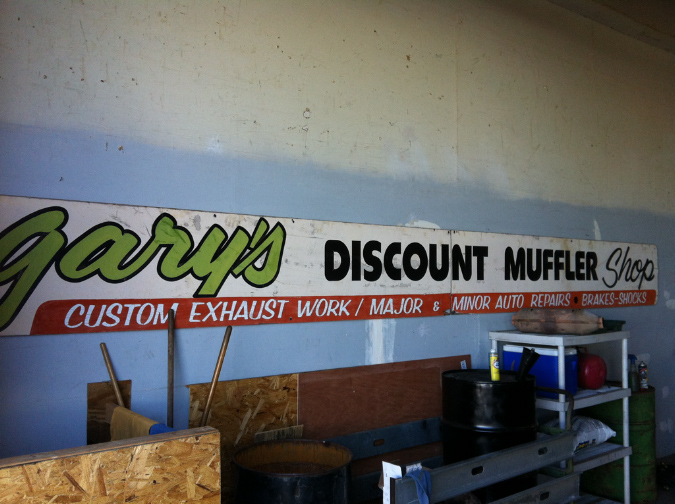 gary's DISCOUNT MUFFLER Shop
CUSTOM EXHAUST WORK / MAJOR & MINOR AUTO REPAIRS • BRAKES-SHOCKS